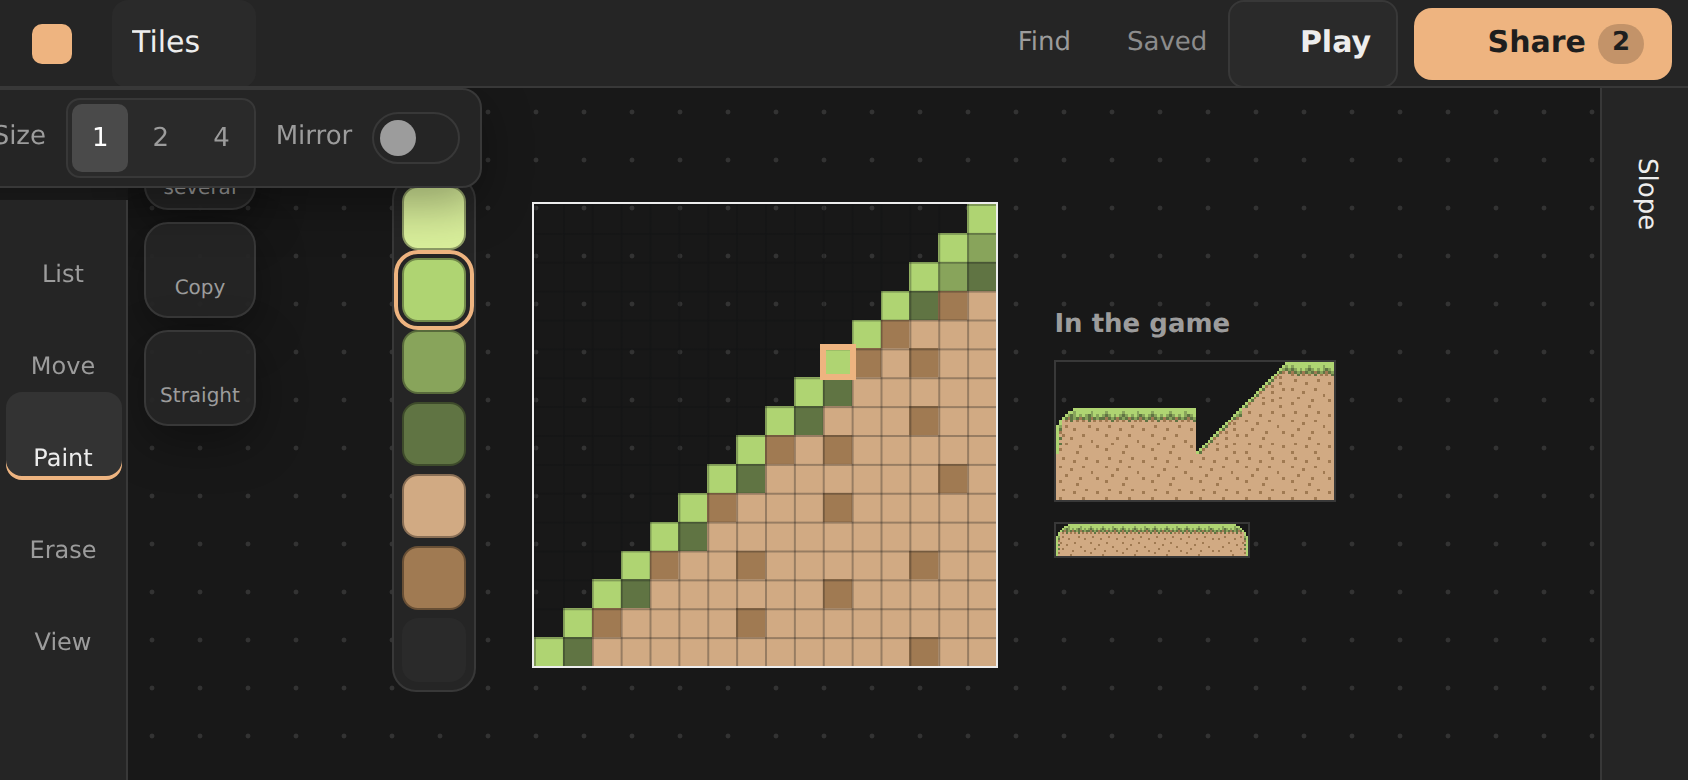 Tiles
Find
Saved
Play
Share 2
Size
1
2
4
Mirror
several
List
Copy
Move
Straight
Paint
Erase
View
In the game
Slope